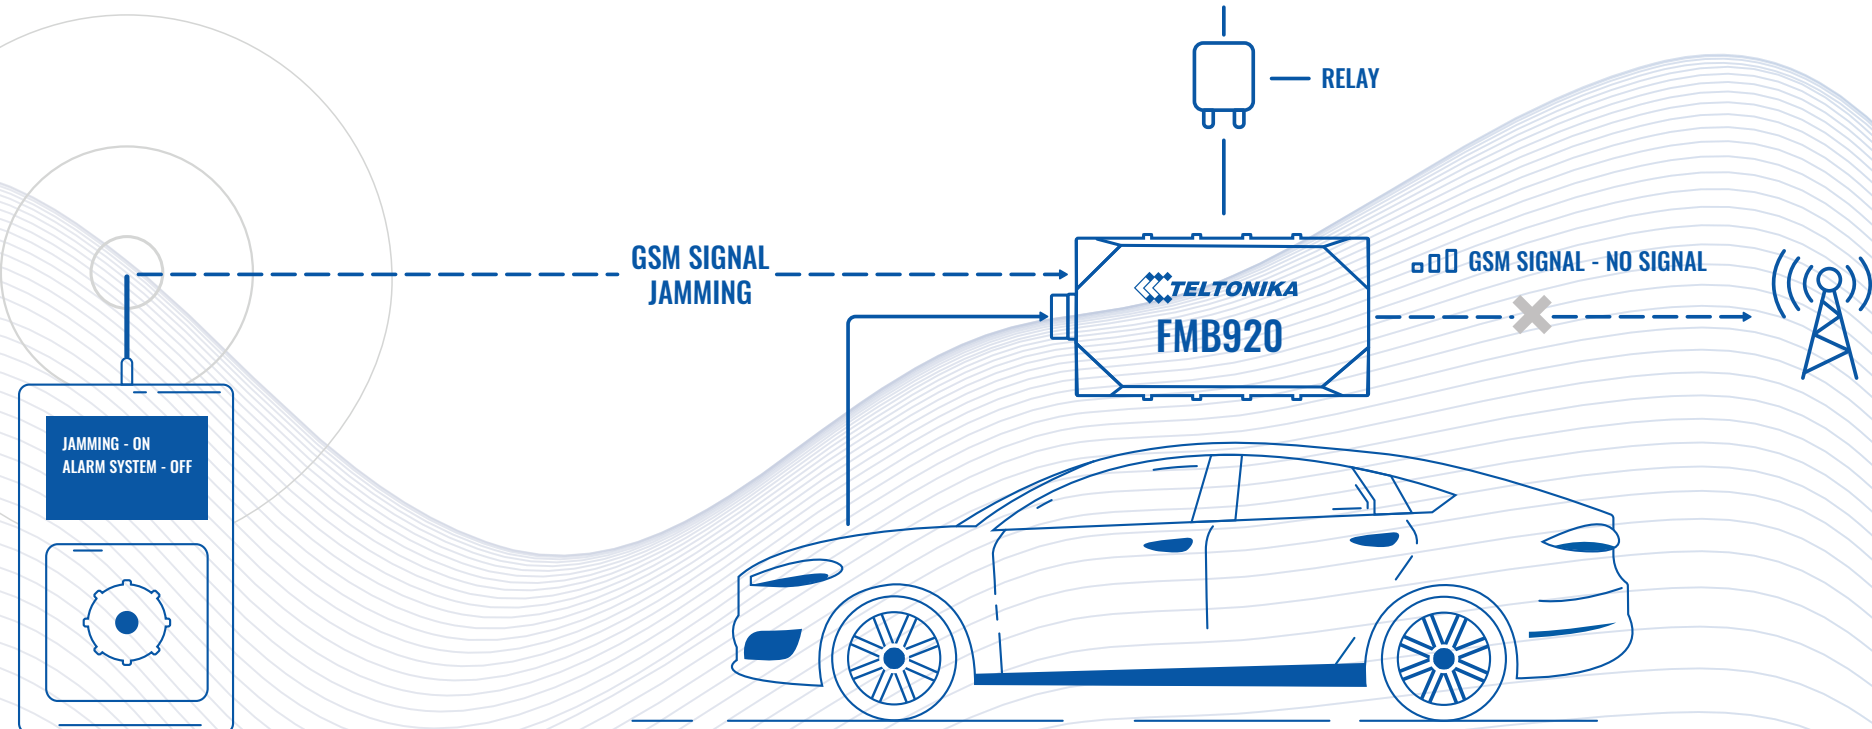 RELAY
GSM SIGNAL
JAMMING
GSM SIGNAL - NO SIGNAL
TELTONIKA
FMB920
JAMMING - ON
ALARM SYSTEM - OFF